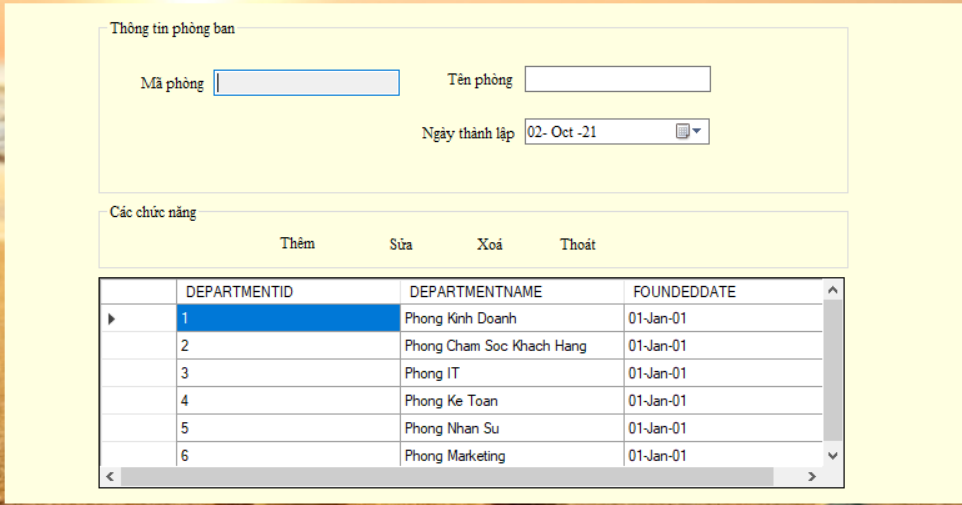 Thông tin phòng ban
Mã phòng
Tên phòng
Ngày thành lập 02- Oct -21
Các chức năng
Thêm Sửa Xoá Thoát
DEPARTMENTID DEPARTMENTNAME FOUNDEDDATE
1 Phong Kinh Doanh 01-Jan-01
2 Phong Cham Soc Khach Hang 01-Jan-01
3 Phong IT 01-Jan-01
4 Phong Ke Toan 01-Jan-01
5 Phong Nhan Su 01-Jan-01
6 Phong Marketing 01-Jan-01